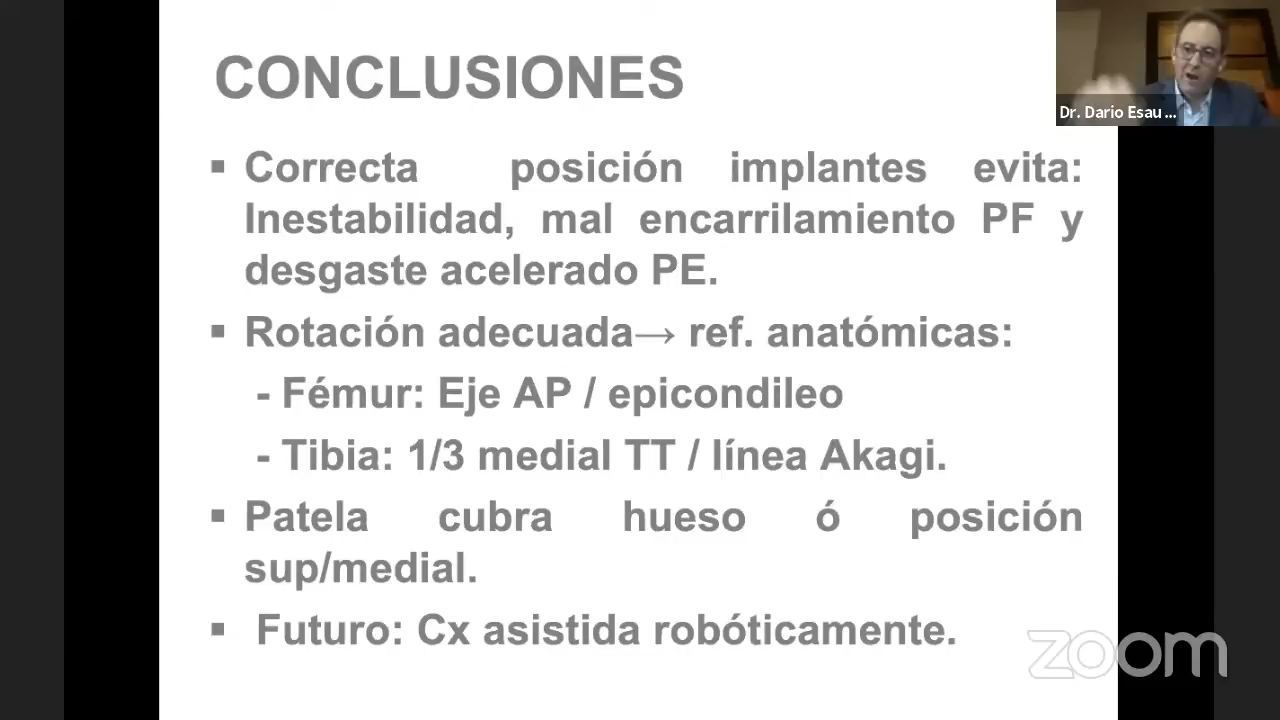 CONCLUSIONES
Dr. Dario Esau ...
▪ Correcta posición implantes evita:
Inestabilidad, mal encarrilamiento PF y
desgaste acelerado PE.
▪ Rotación adecuada→ ref. anatómicas:
- Fémur: Eje AP / epicondileo
- Tibia: 1/3 medial TT / línea Akagi.
▪ Patela cubra hueso ó posición
sup/medial.
▪ Futuro: Cx asistida robóticamente.
zoom